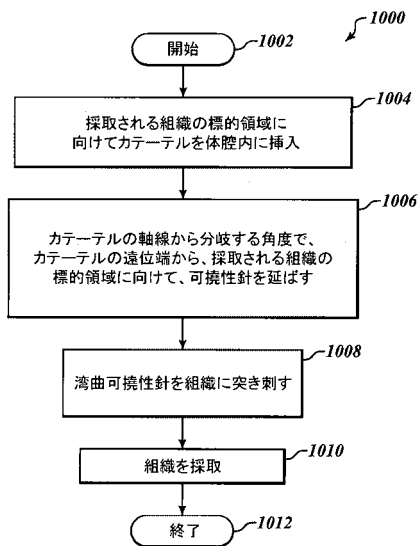 1000
開始
1002
1004
採取される組織の標的領域に
向けてカテーテルを体腔内に挿入
1006
カテーテルの軸線から分岐する角度で、
カテーテルの遠位端から、採取される組織の
標的領域に向けて、可撓性針を延ばす
1008
湾曲可撓性針を組織に突き刺す
1010
組織を採取
終了
1012